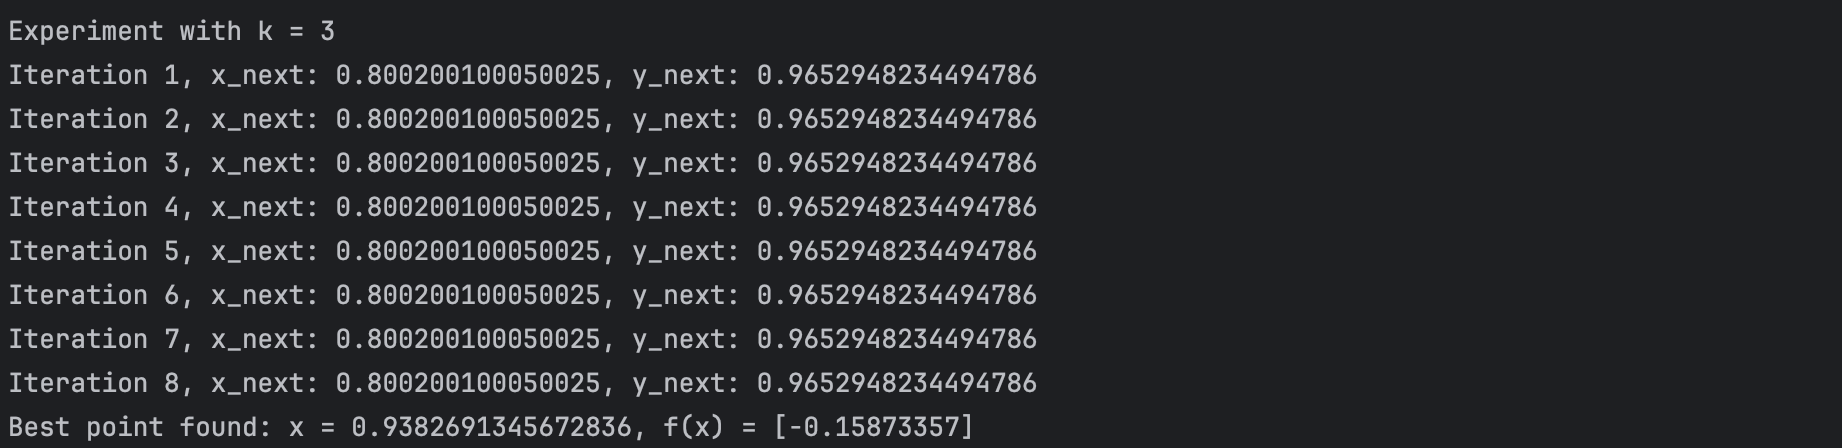 Experiment with k = 3
Iteration 1, x_next: 0.800200100050025, y_next: 0.9652948234494786
Iteration 2, x_next: 0.800200100050025, y_next: 0.9652948234494786
Iteration 3, x_next: 0.800200100050025, y_next: 0.9652948234494786
Iteration 4, x_next: 0.800200100050025, y_next: 0.9652948234494786
Iteration 5, x_next: 0.800200100050025, y_next: 0.9652948234494786
Iteration 6, x_next: 0.800200100050025, y_next: 0.9652948234494786
Iteration 7, x_next: 0.800200100050025, y_next: 0.9652948234494786
Iteration 8, x_next: 0.800200100050025, y_next: 0.9652948234494786
Best point found: x = 0.9382691345672836, f(x) = [-0.15873357]